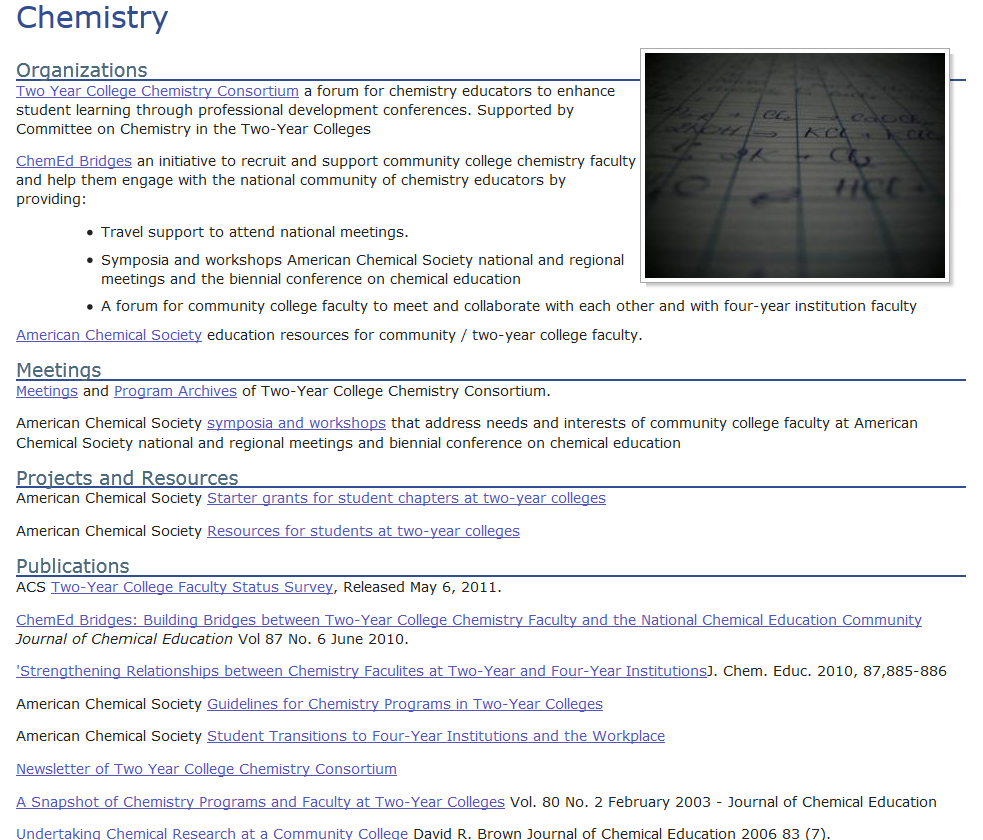 Chemistry
Organizations
Two Year College Chemistry Consortium a forum for chemistry educators to enhance
student learning through professional development conferences. Supported by
Committee on Chemistry in the Two-Year Colleges
ChemEd Bridges an initiative to recruit and support community college chemistry faculty
and help them engage with the national community of chemistry educators by
providing:
• Travel support to attend national meetings.
• Symposia and workshops American Chemical Society national and regional
meetings and the biennial conference on chemical education
• A forum for community college faculty to meet and collaborate with each other and with four-year institution faculty
KCl
Cl₂
HCl
American Chemical Society education resources for community / two-year college faculty.
Meetings
Meetings and Program Archives of Two-Year College Chemistry Consortium.
American Chemical Society symposia and workshops that address needs and interests of community college faculty at American
Chemical Society national and regional meetings and biennial conference on chemical education
Projects and Resources
American Chemical Society Starter grants for student chapters at two-year colleges
American Chemical Society Resources for students at two-year colleges
Publications
ACS Two-Year College Faculty Status Survey, Released May 6, 2011.
ChemEd Bridges: Building Bridges between Two-Year College Chemistry Faculty and the National Chemical Education Community
Journal of Chemical Education Vol 87 No. 6 June 2010.
'Strengthening Relationships between Chemistry Faculites at Two-Year and Four-Year InstitutionsJ. Chem. Educ. 2010, 87,885-886
American Chemical Society Guidelines for Chemistry Programs in Two-Year Colleges
American Chemical Society Student Transitions to Four-Year Institutions and the Workplace
Newsletter of Two Year College Chemistry Consortium
A Snapshot of Chemistry Programs and Faculty at Two-Year Colleges Vol. 80 No. 2 February 2003 - Journal of Chemical Education
Undertaking Chemical Research at a Community College David R. Brown Journal of Chemical Education 2006 83 (7).